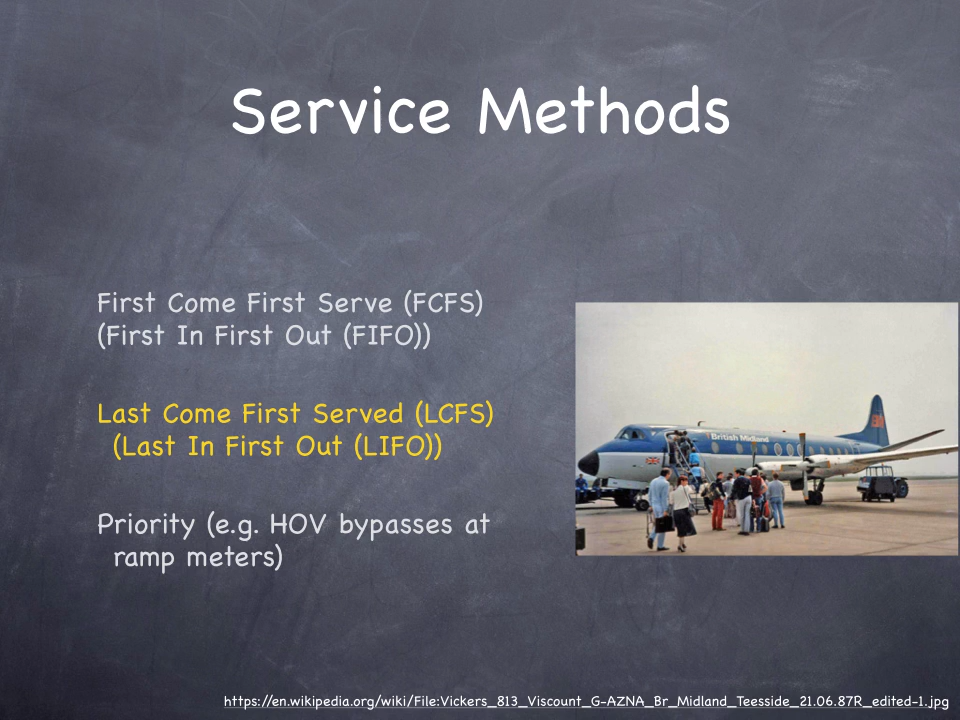 Service Methods
First Come First Serve (FCFS)
(First In First Out (FIFO))
Last Come First Served (LCFS)
(Last In First Out (LIFO))
Priority (e.g. HOV bypasses at
ramp meters)
British Midland
https://en.wikipedia.org/wiki/File:Vickers_813_Viscount_G-AZNA_Br_Midland_Teesside_21.06.87R_edited-1.jpg